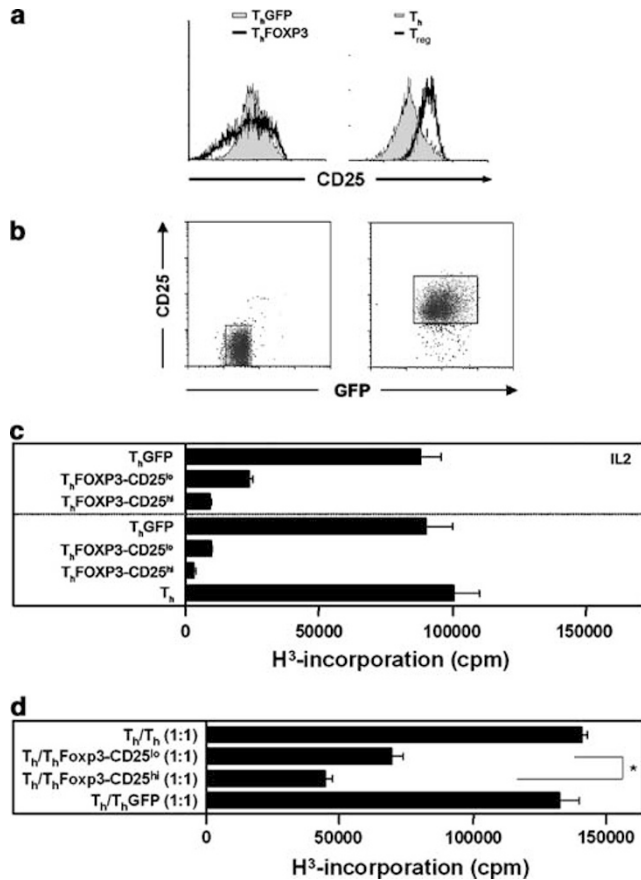 a
ThGFP
ThFOXP3
Th
Treg
CD25
b
CD25
GFP
c
IL2
ThGFP
ThFOXP3-CD25lo
ThFOXP3-CD25hi
ThGFP
ThFOXP3-CD25lo
ThFOXP3-CD25hi
Th
0 50000 100000 150000
H3-incorporation (cpm)
d
Th/Th (1:1)
Th/ThFoxp3-CD25lo (1:1)
Th/ThFoxp3-CD25hi (1:1)
Th/ThGFP (1:1)
*
0 50000 100000 150000
H3-incorporation (cpm)